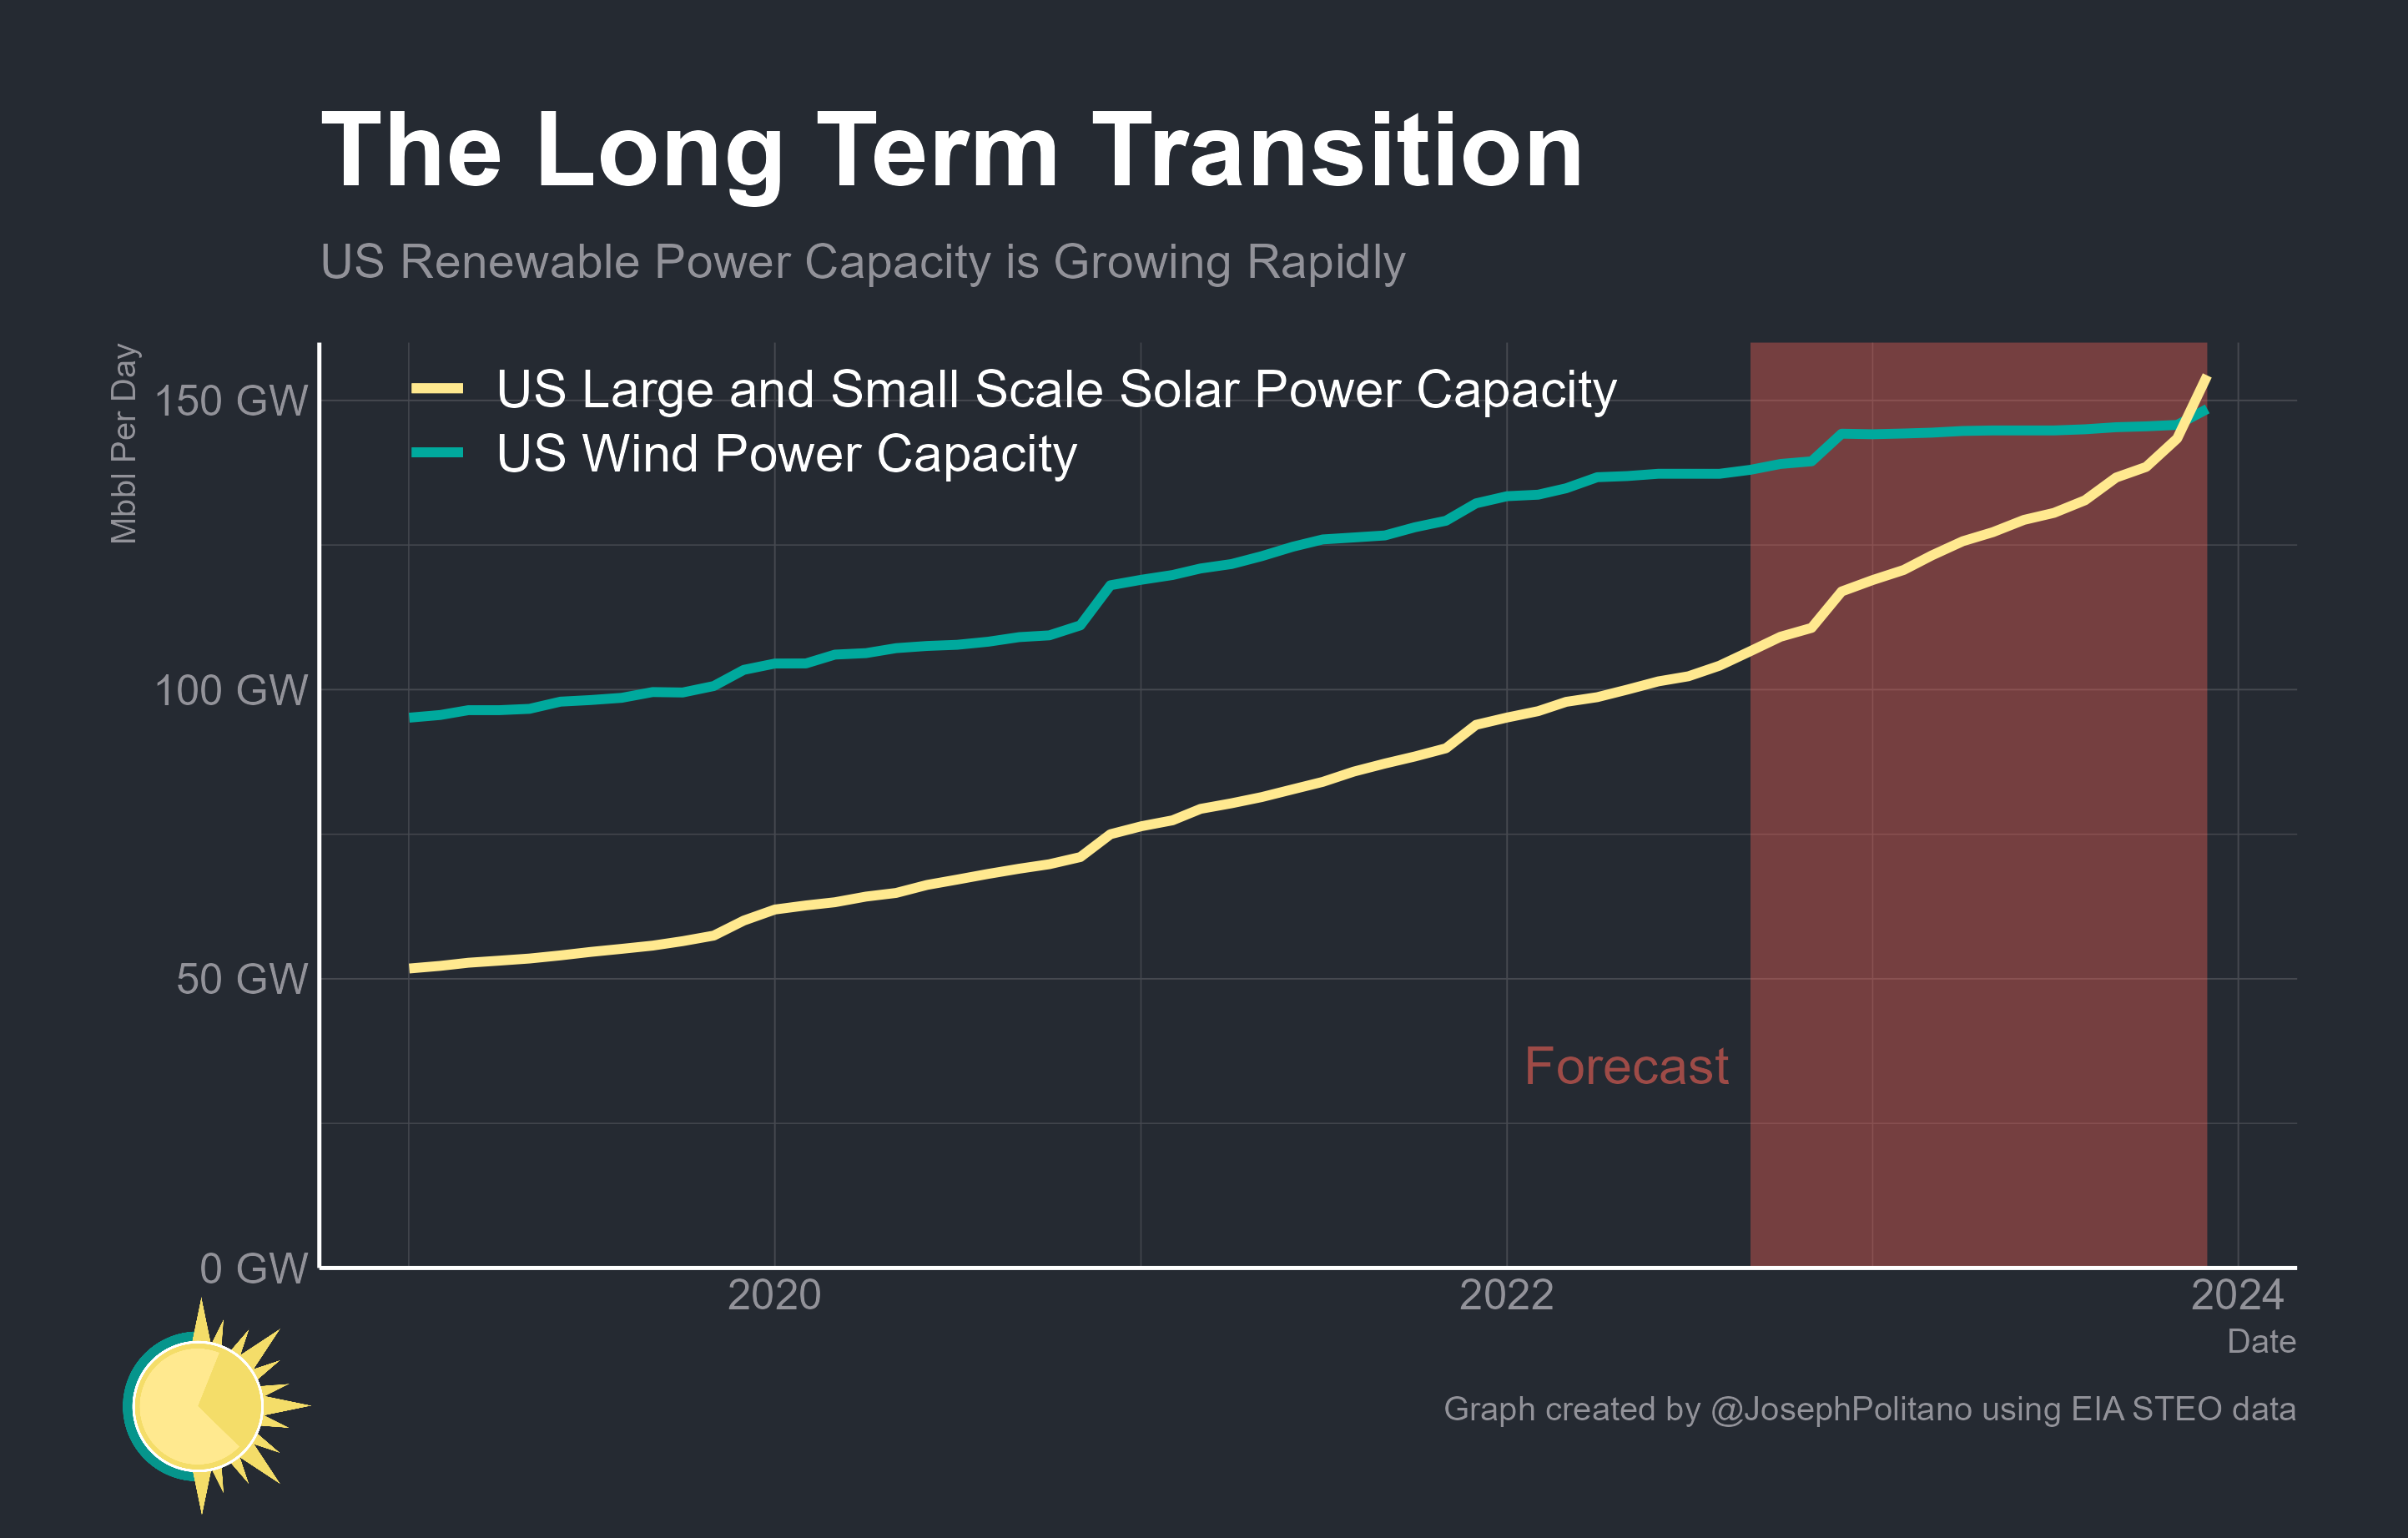 The Long Term Transition
US Renewable Power Capacity is Growing Rapidly
Mbbl Per Day
US Large and Small Scale Solar Power Capacity
US Wind Power Capacity
150 GW
100 GW
50 GW
0 GW
Forecast
2020
2022
2024
Date
Graph created by @JosephPolitano using EIA STEO data